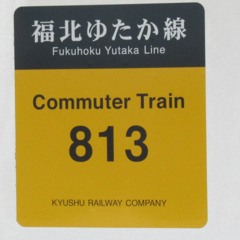 福北ゆたか線
Fukuhoku Yutaka Line
Commuter Train
813
KYUSHU RAILWAY COMPANY